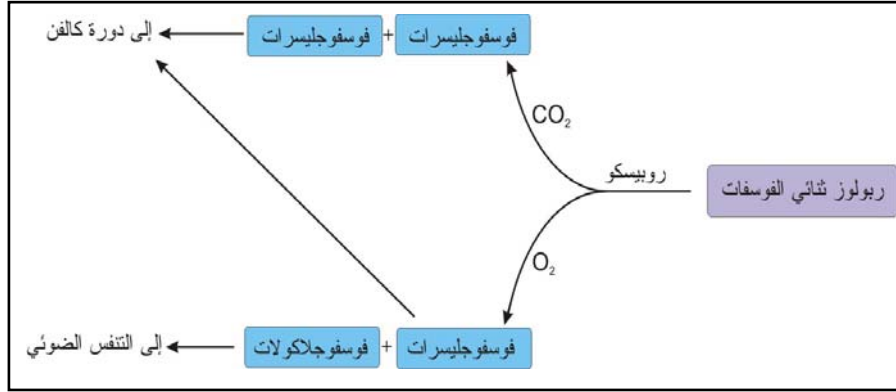 فوسفوجليسرات + فوسفوجليسرات
إلى دورة كالفن
CO₂
روبيسكو
ربولوز ثنائي الفوسفات
O₂
فوسفوجليسرات + فوسفوجلاكولات
إلى التنفس الضوئي